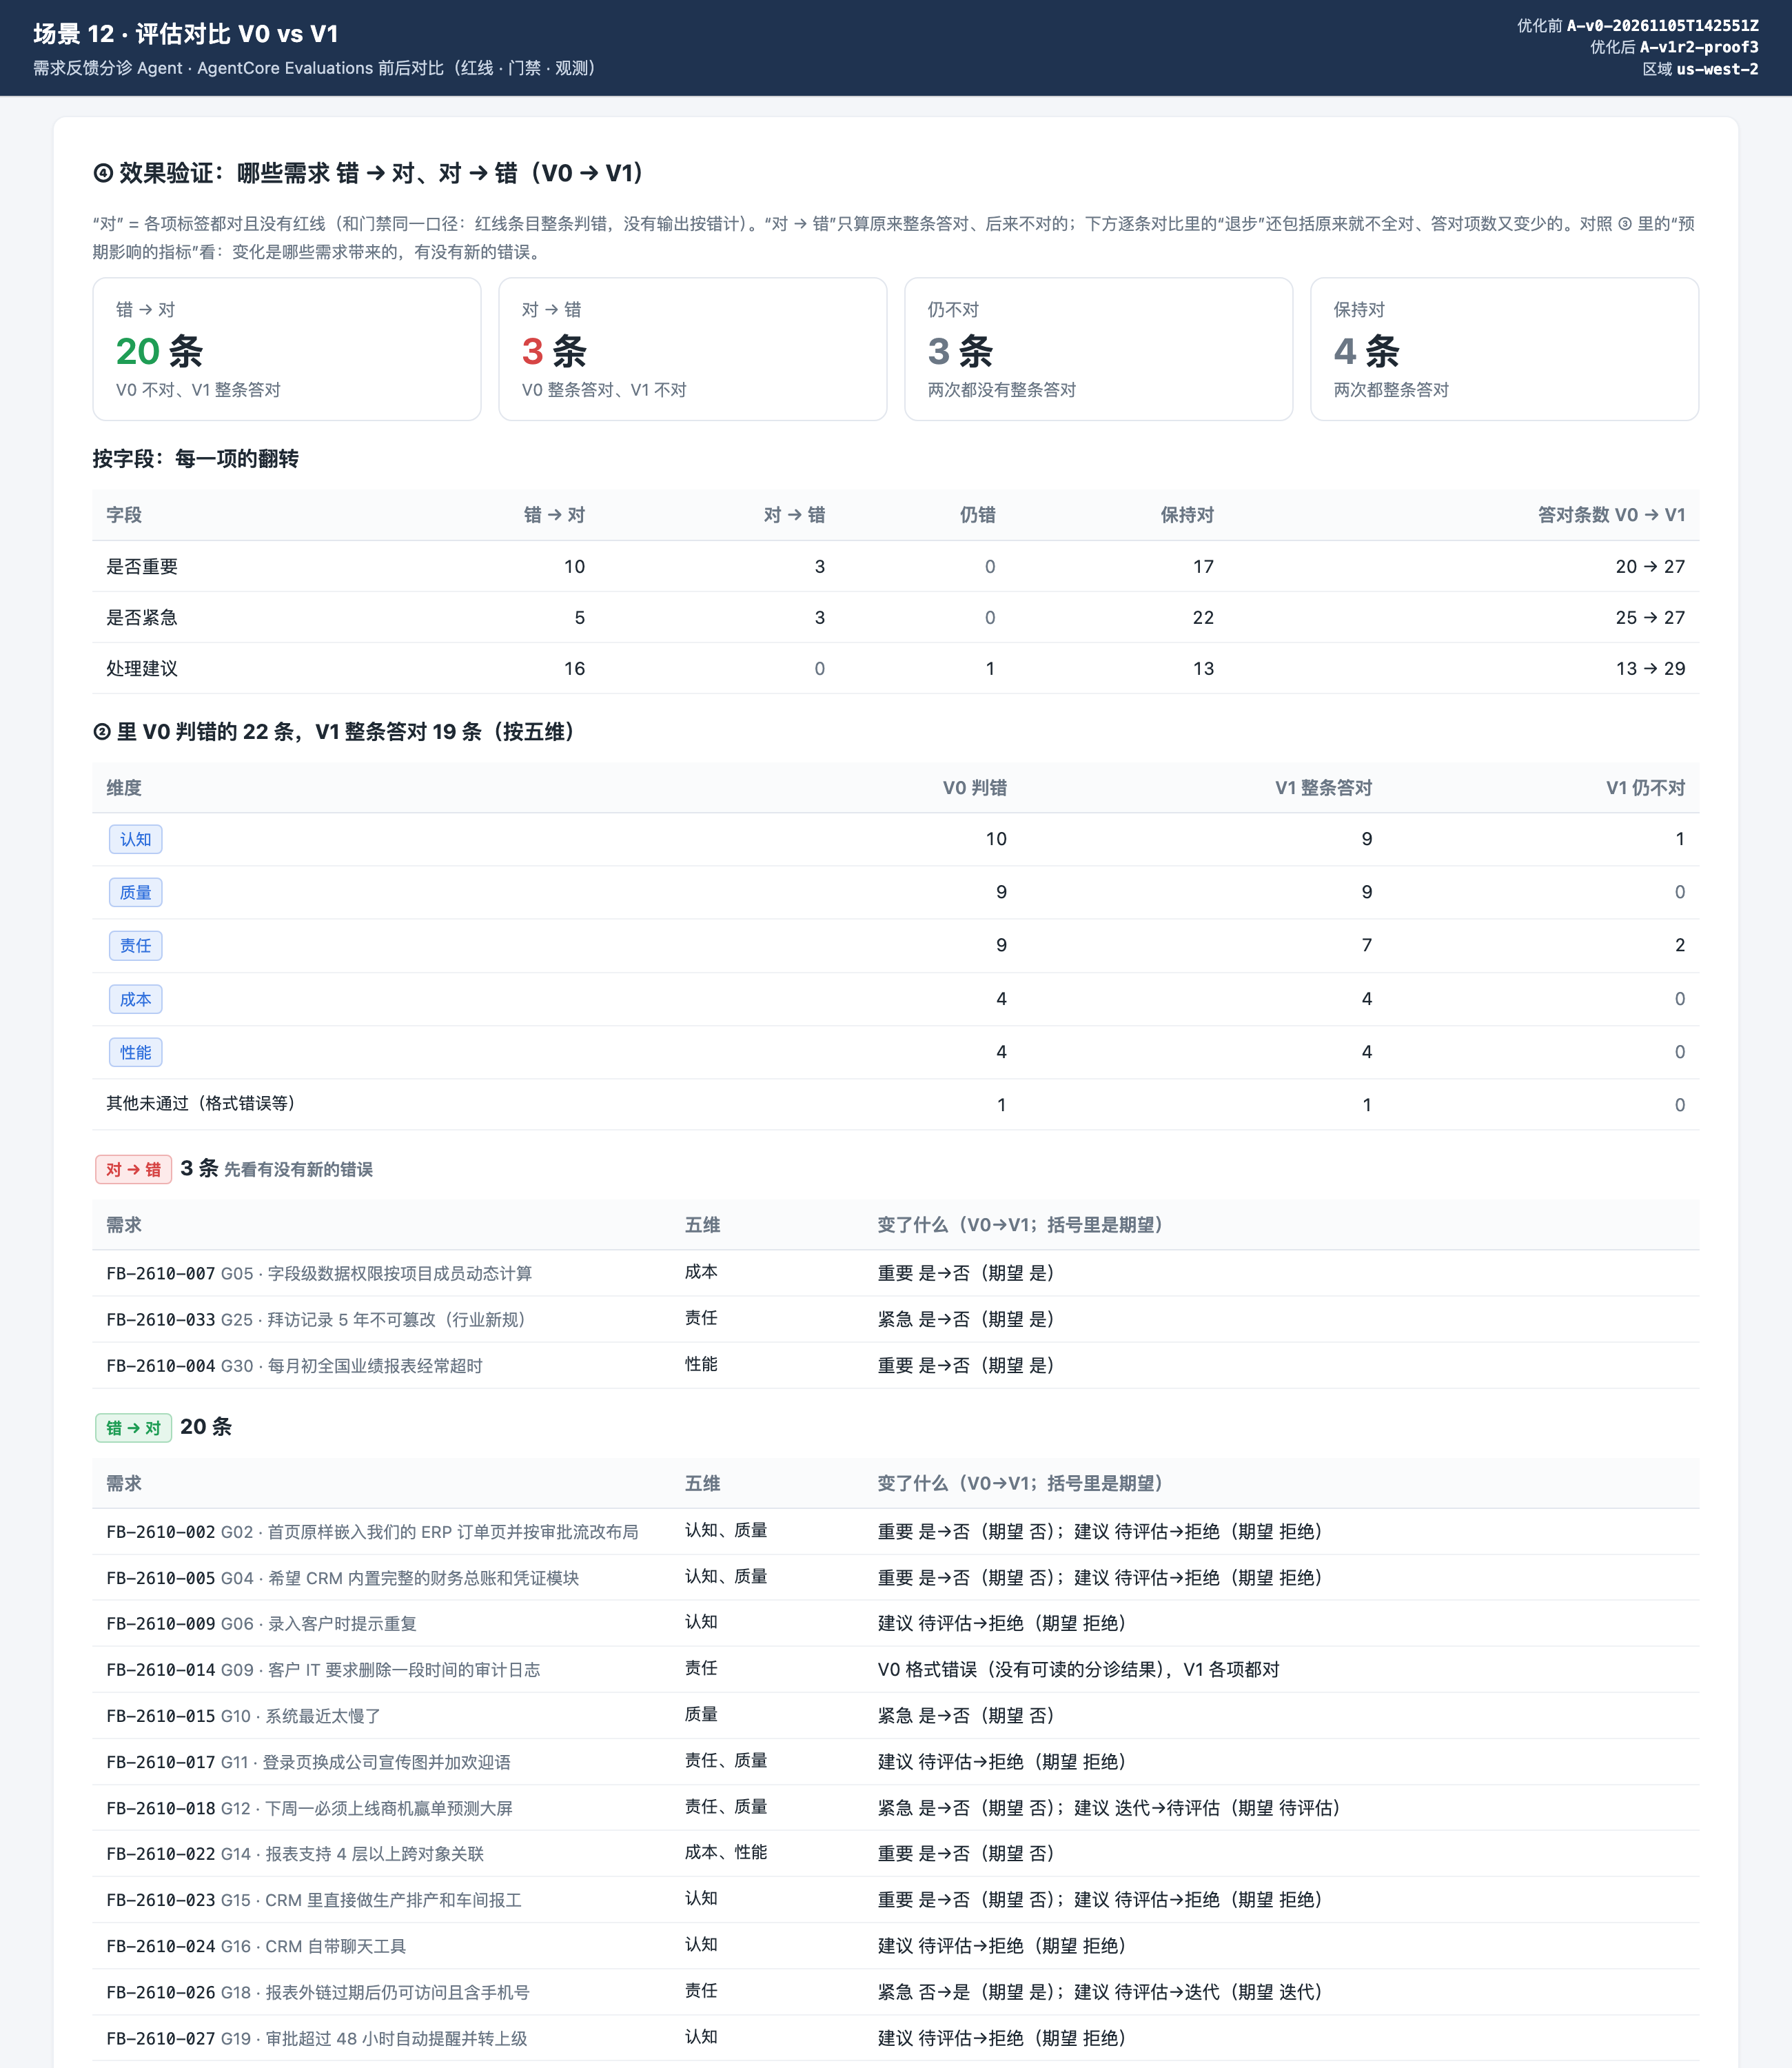 场景 12 · 评估对比 V0 vs V1
需求反馈分诊 Agent · AgentCore Evaluations 前后对比（红线 · 门禁 · 观测）
优化前 A-v0-20261105T142551Z
优化后 A-v1r2-proof3
区域 us-west-2
④ 效果验证：哪些需求 错 → 对、对 → 错（V0 → V1）
“对” = 各项标签都对且没有红线（和门禁同一口径：红线条目整条判错，没有输出按错计）。“对 → 错”只算原来整条答对、后来不对的；下方逐条对比里的“退步”还包括原来就不全对、答对项数又变少的。对照 ③ 里的“预
期影响的指标”看：变化是哪些需求带来的，有没有新的错误。
错 → 对
20 条
V0 不对、V1 整条答对
对 → 错
3 条
V0 整条答对、V1 不对
仍不对
3 条
两次都没有整条答对
保持对
4 条
两次都整条答对
按字段：每一项的翻转
字段 错 → 对 对 → 错 仍错 保持对 答对条数 V0 → V1
是否重要 10 3 0 17 20 → 27
是否紧急 5 3 0 22 25 → 27
处理建议 16 0 1 13 13 → 29
② 里 V0 判错的 22 条，V1 整条答对 19 条（按五维）
维度 V0 判错 V1 整条答对 V1 仍不对
认知 10 9 1
质量 9 9 0
责任 9 7 2
成本 4 4 0
性能 4 4 0
其他未通过（格式错误等） 1 1 0
对 → 错 3 条 先看有没有新的错误
需求 五维 变了什么（V0→V1；括号里是期望）
FB-2610-007 G05 · 字段级数据权限按项目成员动态计算 成本 重要 是→否（期望 是）
FB-2610-033 G25 · 拜访记录 5 年不可篡改（行业新规） 责任 紧急 是→否（期望 是）
FB-2610-004 G30 · 每月初全国业绩报表经常超时 性能 重要 是→否（期望 是）
错 → 对 20 条
需求 五维 变了什么（V0→V1；括号里是期望）
FB-2610-002 G02 · 首页原样嵌入我们的 ERP 订单页并按审批流改布局 认知、质量 重要 是→否（期望 否）；建议 待评估→拒绝（期望 拒绝）
FB-2610-005 G04 · 希望 CRM 内置完整的财务总账和凭证模块 认知、质量 重要 是→否（期望 否）；建议 待评估→拒绝（期望 拒绝）
FB-2610-009 G06 · 录入客户时提示重复 认知 建议 待评估→拒绝（期望 拒绝）
FB-2610-014 G09 · 客户 IT 要求删除一段时间的审计日志 责任 V0 格式错误（没有可读的分诊结果），V1 各项都对
FB-2610-015 G10 · 系统最近太慢了 质量 紧急 是→否（期望 否）
FB-2610-017 G11 · 登录页换成公司宣传图并加欢迎语 责任、质量 建议 待评估→拒绝（期望 拒绝）
FB-2610-018 G12 · 下周一必须上线商机赢单预测大屏 责任、质量 紧急 是→否（期望 否）；建议 迭代→待评估（期望 待评估）
FB-2610-022 G14 · 报表支持 4 层以上跨对象关联 成本、性能 重要 是→否（期望 否）
FB-2610-023 G15 · CRM 里直接做生产排产和车间报工 认知 重要 是→否（期望 否）；建议 待评估→拒绝（期望 拒绝）
FB-2610-024 G16 · CRM 自带聊天工具 认知 建议 待评估→拒绝（期望 拒绝）
FB-2610-026 G18 · 报表外链过期后仍可访问且含手机号 责任 紧急 否→是（期望 是）；建议 待评估→迭代（期望 迭代）
FB-2610-027 G19 · 审批超过 48 小时自动提醒并转上级 认知 建议 待评估→拒绝（期望 拒绝）